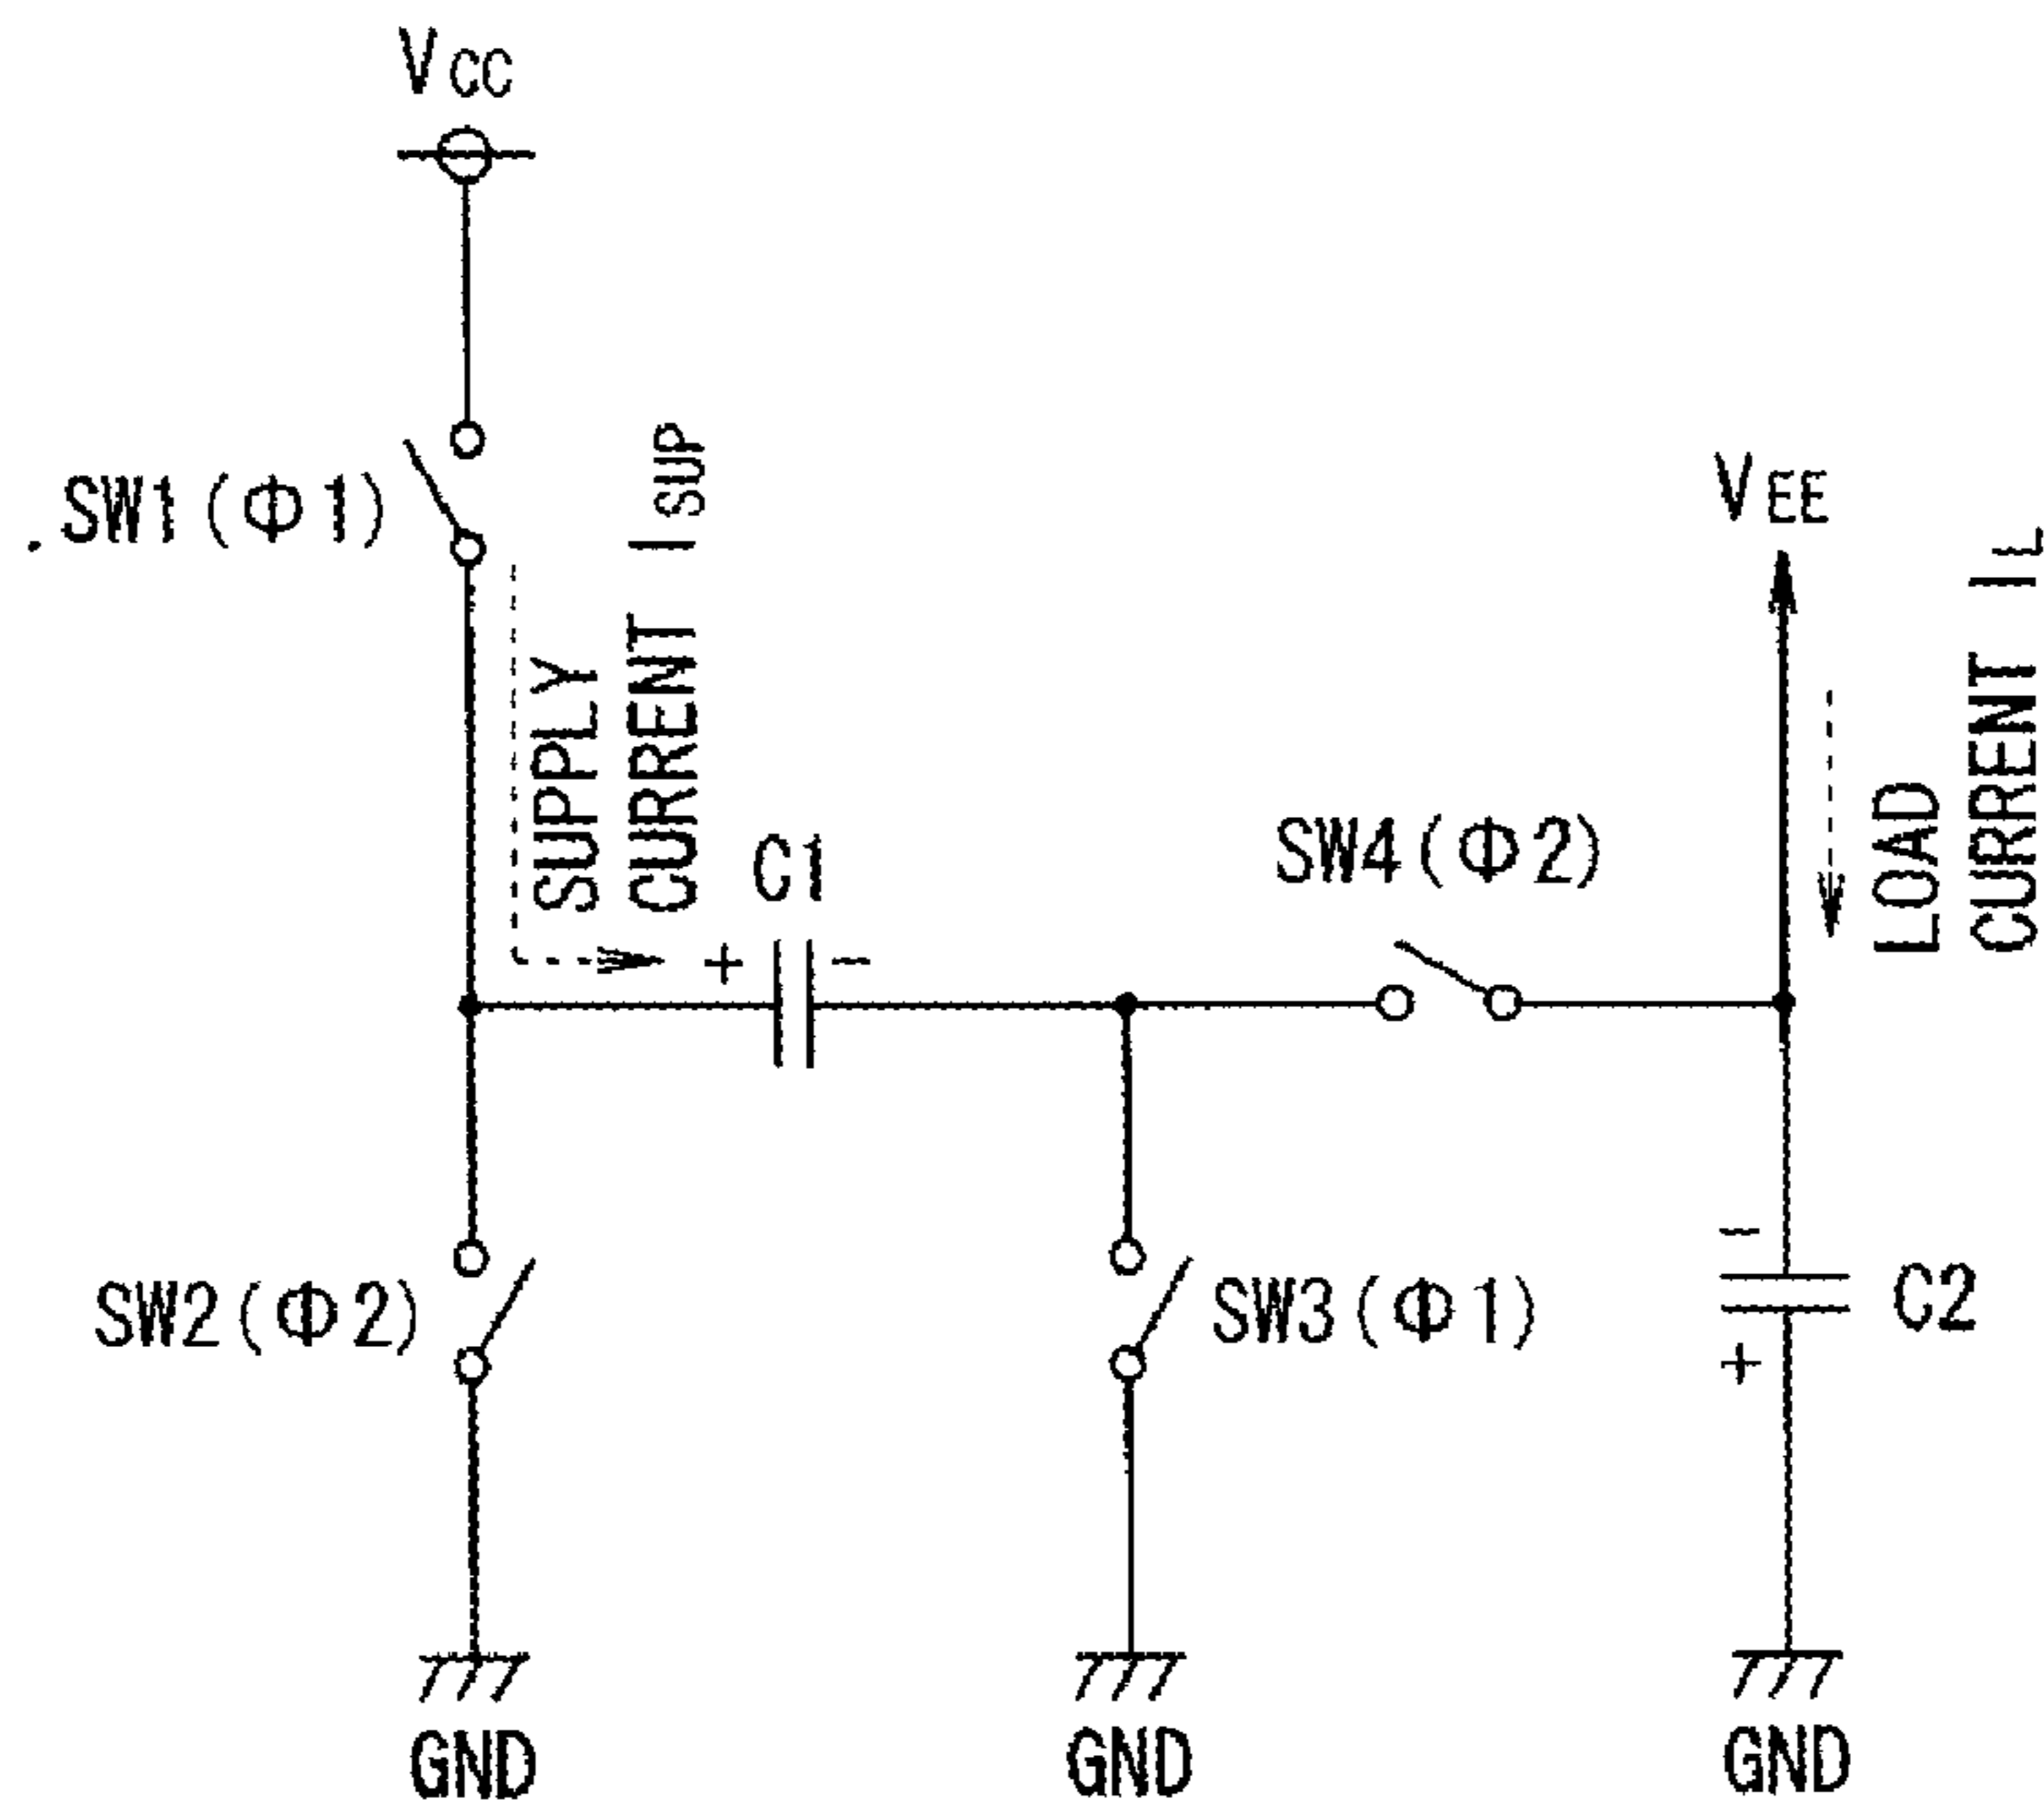 VCC
SW1(Φ1)
SUPPLY
CURRENT ISUP
C1
+
-
SW4(Φ2)
VEE
LOAD
CURRENT IL
SW2(Φ2)
SW3(Φ1)
-
C2
+
GND
GND
GND